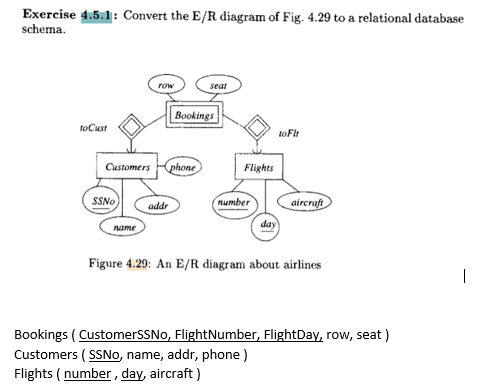 Exercise 4.5.1: Convert the E/R diagram of Fig. 4.29 to a relational database
schema.
row
seat
Bookings
toCust
toFlt
Customers
phone
Flights
SSNo
addr
number
aircraft
name
day
Figure 4.29: An E/R diagram about airlines
Bookings ( CustomerSSNo, FlightNumber, FlightDay, row, seat )
Customers ( SSNo, name, addr, phone )
Flights ( number , day, aircraft )